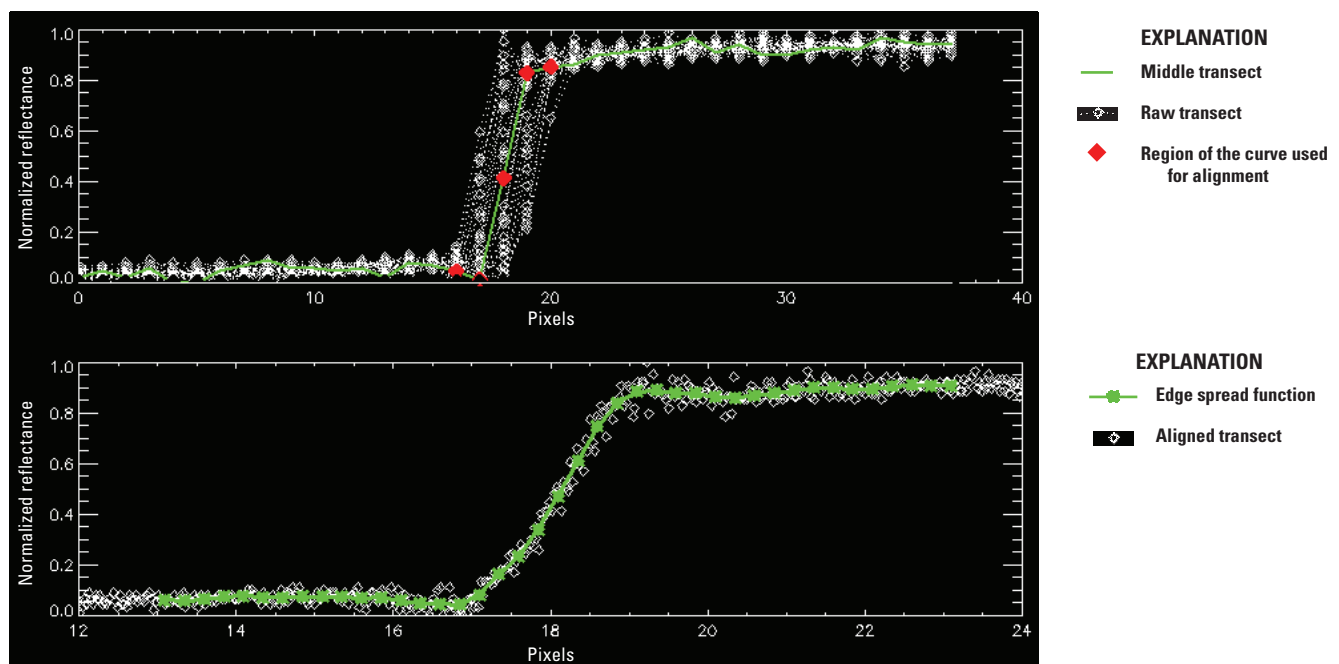 1.0
0.8
0.6
0.4
0.2
0.0
Normalized reflectance
0 10 20 30 40
Pixels
EXPLANATION
Middle transect
Raw transect
Region of the curve used
for alignment
1.0
0.8
0.6
0.4
0.2
0.0
Normalized reflectance
12 14 16 18 20 22 24
Pixels
EXPLANATION
Edge spread function
Aligned transect